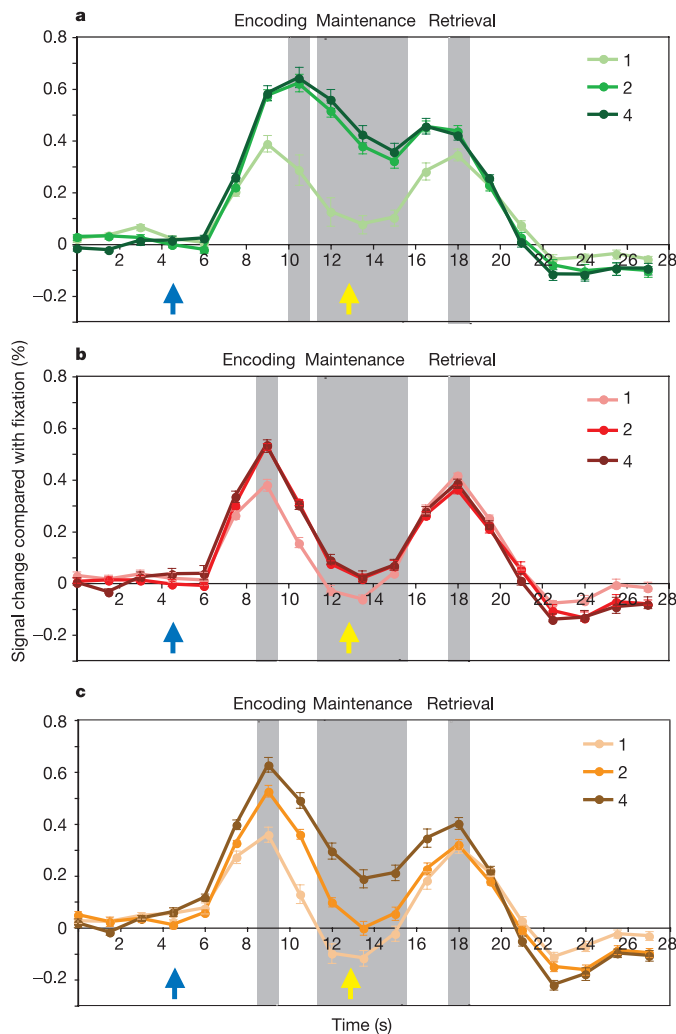 a
Encoding Maintenance Retrieval
0.8
0.6
0.4
0.2
0
–0.2
2 4 6 8 10 12 14 16 18 20 22 24 26 28
1
2
4
b
Encoding Maintenance Retrieval
0.8
0.6
0.4
0.2
0
–0.2
2 4 6 8 10 12 14 16 18 20 22 24 26 28
1
2
4
c
Encoding Maintenance Retrieval
0.8
0.6
0.4
0.2
0
–0.2
2 4 6 8 10 12 14 16 18 20 22 24 26 28
1
2
4
Signal change compared with fixation (%)
Time (s)